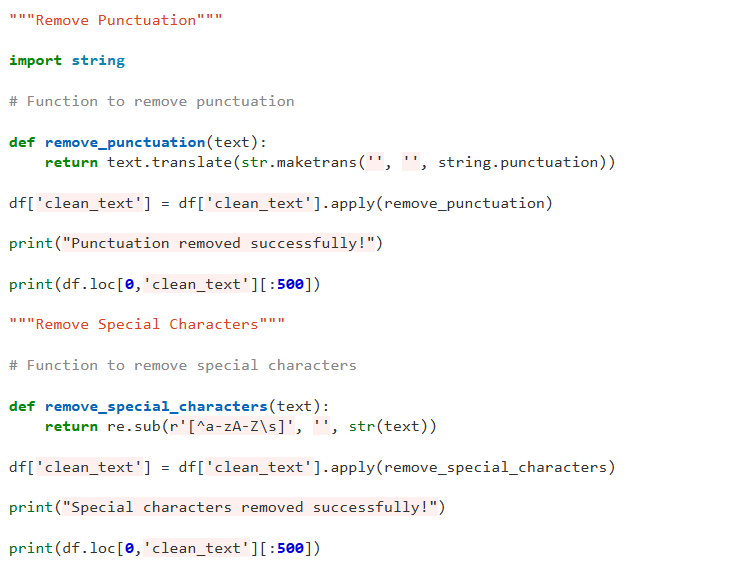 """Remove Punctuation"""
import string
# Function to remove punctuation
def remove_punctuation(text):
    return text.translate(str.maketrans('', '', string.punctuation))
df['clean_text'] = df['clean_text'].apply(remove_punctuation)
print("Punctuation removed successfully!")
print(df.loc[0,'clean_text'][:500])
"""Remove Special Characters"""
# Function to remove special characters
def remove_special_characters(text):
    return re.sub(r'[^a-zA-Z\s]', '', str(text))
df['clean_text'] = df['clean_text'].apply(remove_special_characters)
print("Special characters removed successfully!")
print(df.loc[0,'clean_text'][:500])